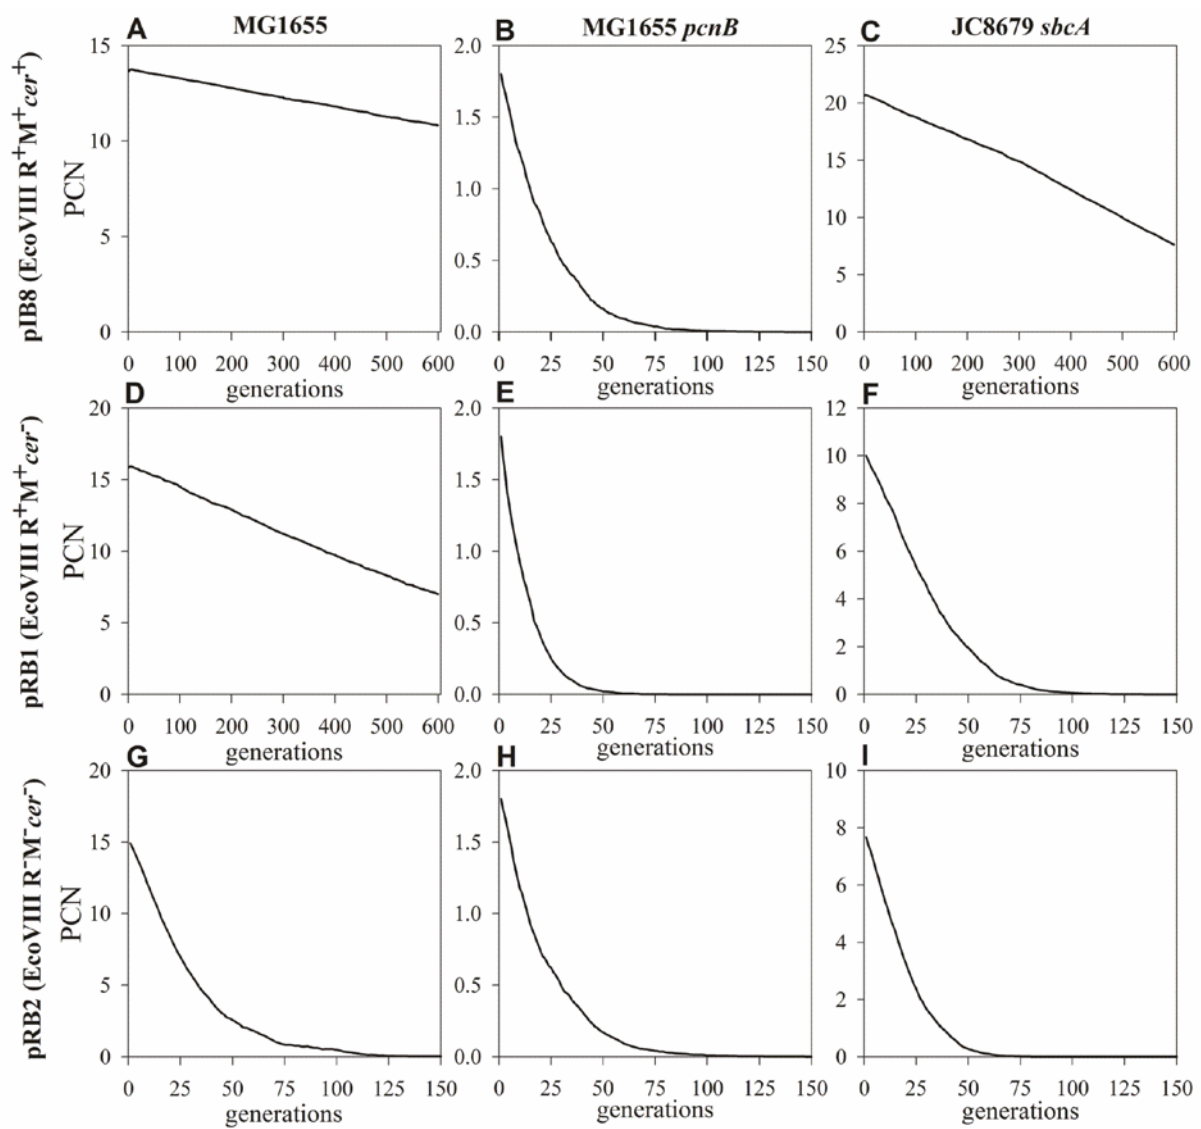 A MG1655
B MG1655 pcnB
C JC8679 sbcA
pIB8 (EcoVIII R⁺M⁺cer⁺)
PCN
15
10
5
0
0 100 200 300 400 500 600
generations
2.0
1.5
1.0
0.5
0.0
0 25 50 75 100 125 150
generations
25
20
15
10
5
0
0 100 200 300 400 500 600
generations
D
E
F
pRB1 (EcoVIII R⁺M⁺cer⁻)
PCN
20
15
10
5
0
0 100 200 300 400 500 600
generations
2.0
1.5
1.0
0.5
0.0
0 25 50 75 100 125 150
generations
12
10
8
6
4
2
0
0 25 50 75 100 125 150
generations
G
H
I
pRB2 (EcoVIII R⁻M⁻cer⁻)
PCN
20
15
10
5
0
0 25 50 75 100 125 150
generations
2.0
1.5
1.0
0.5
0.0
0 25 50 75 100 125 150
generations
10
8
6
4
2
0
0 25 50 75 100 125 150
generations